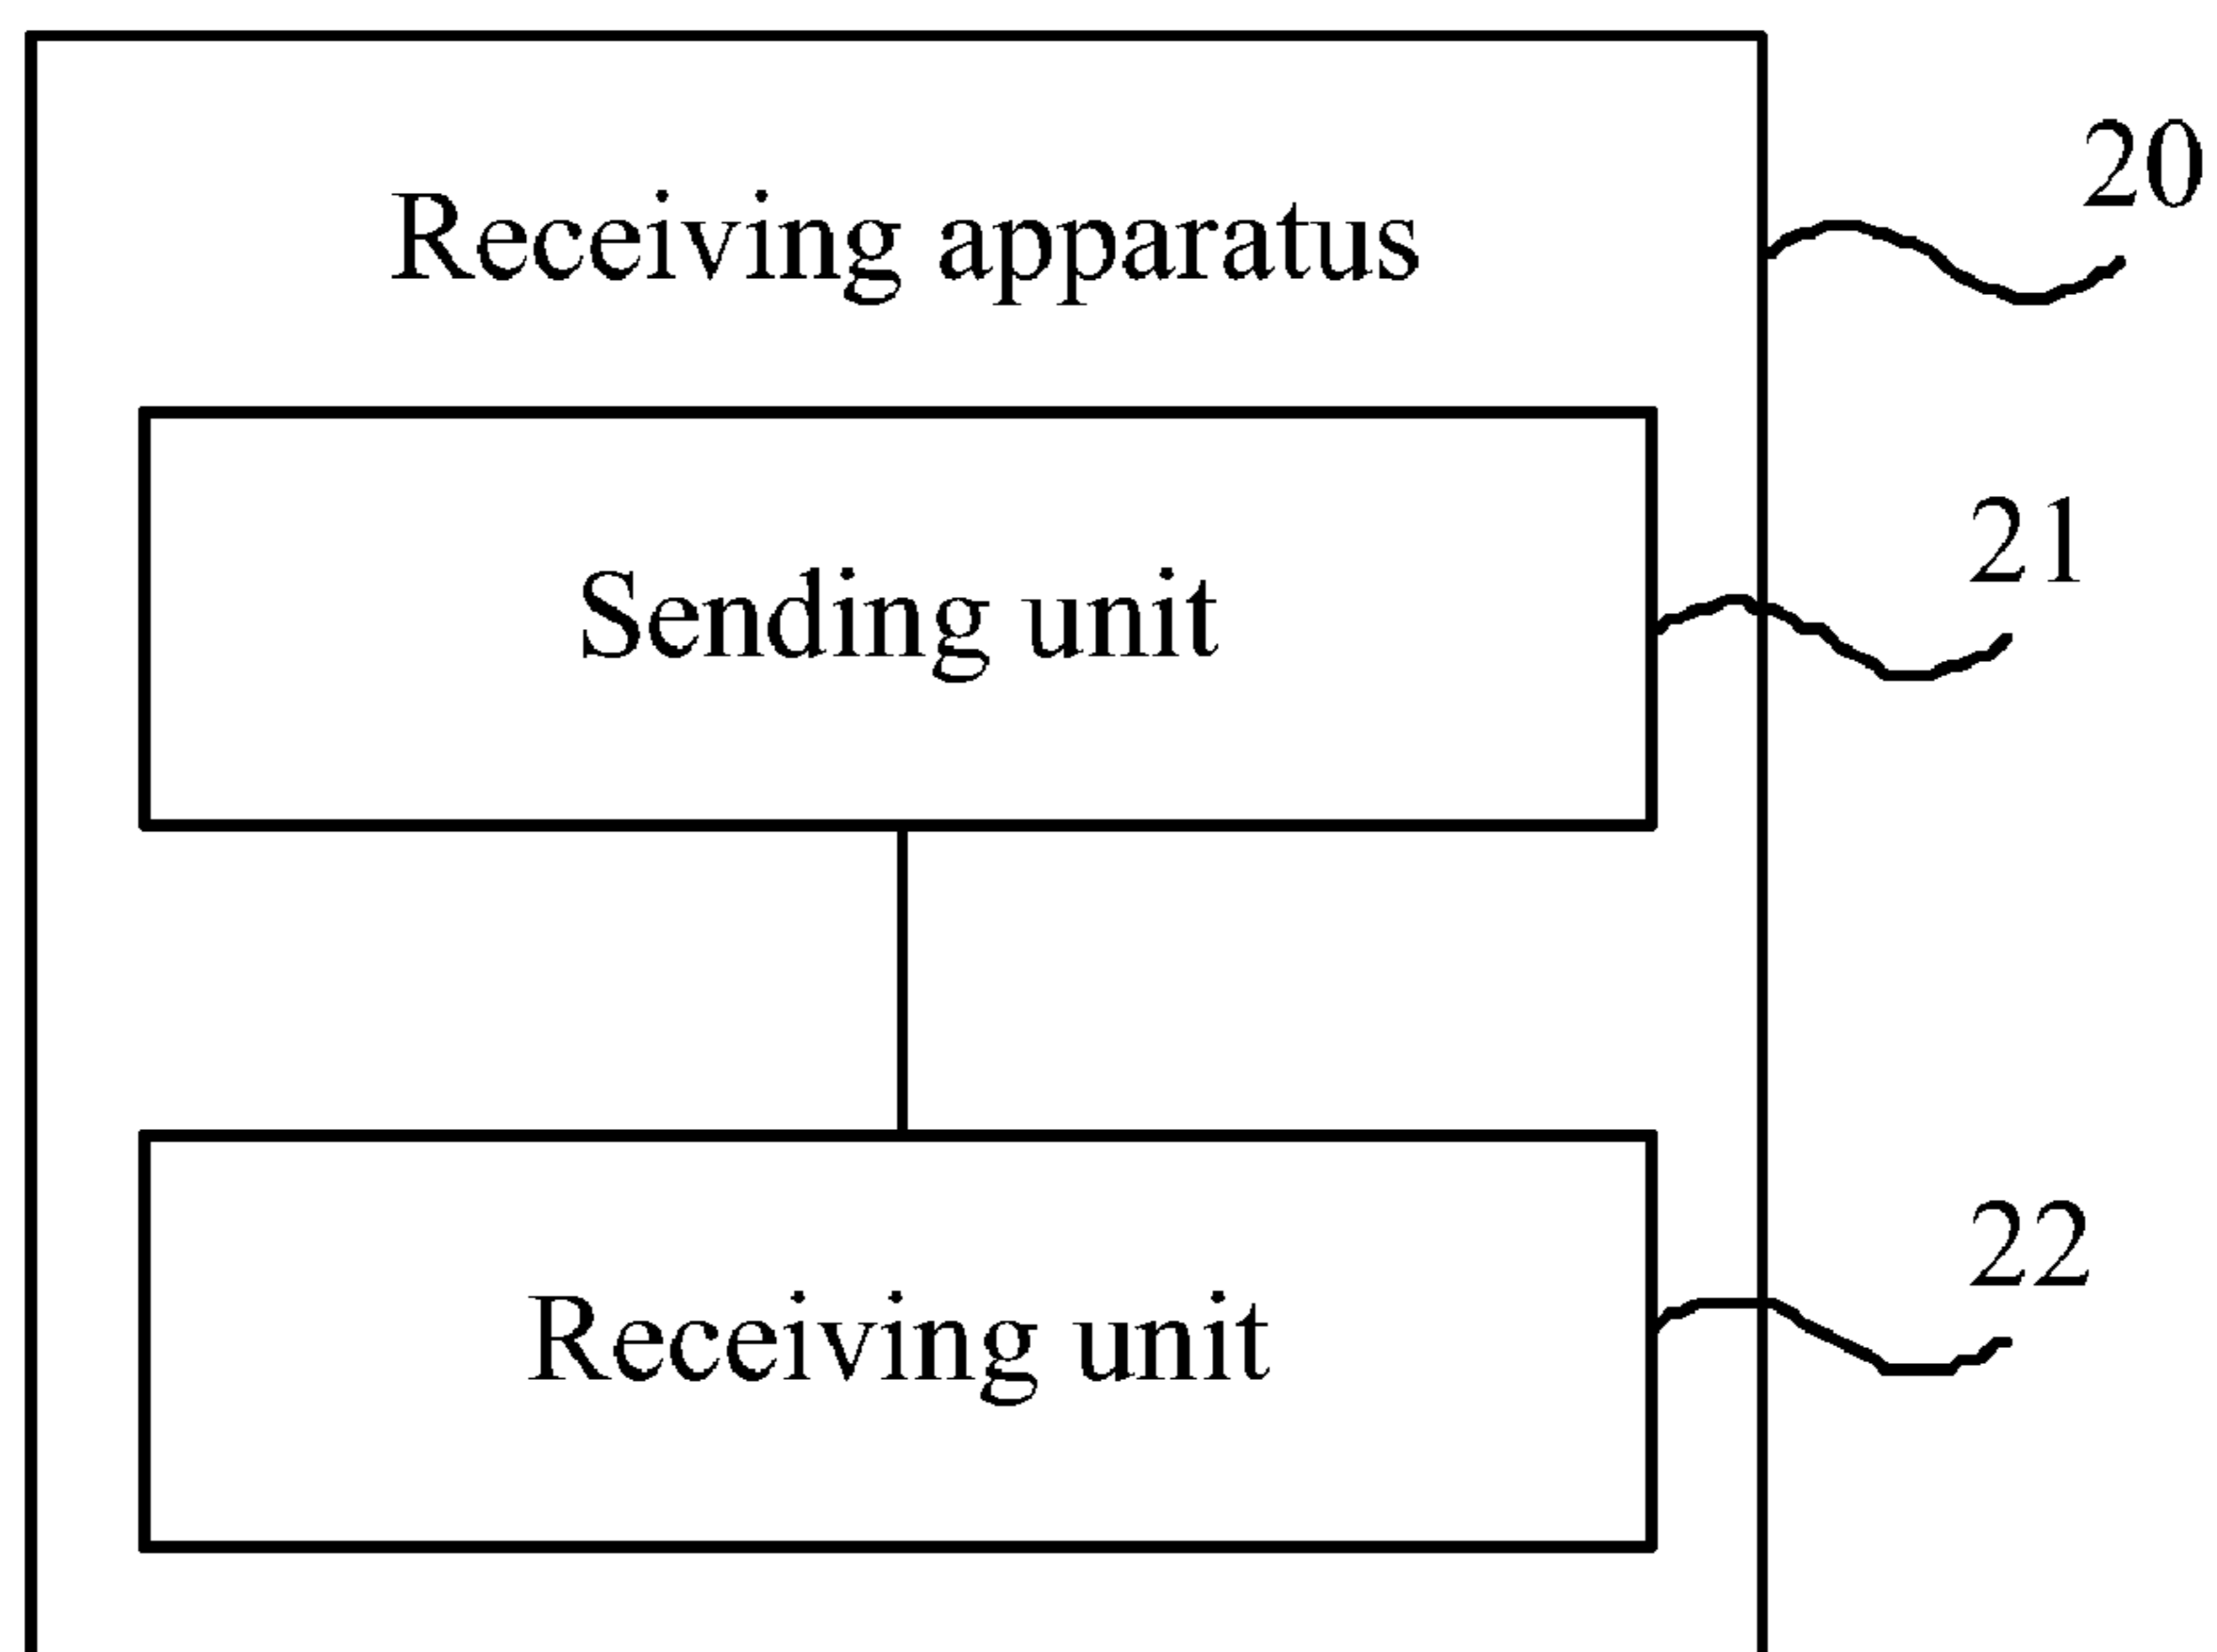 20
Receiving apparatus
21
Sending unit
22
Receiving unit